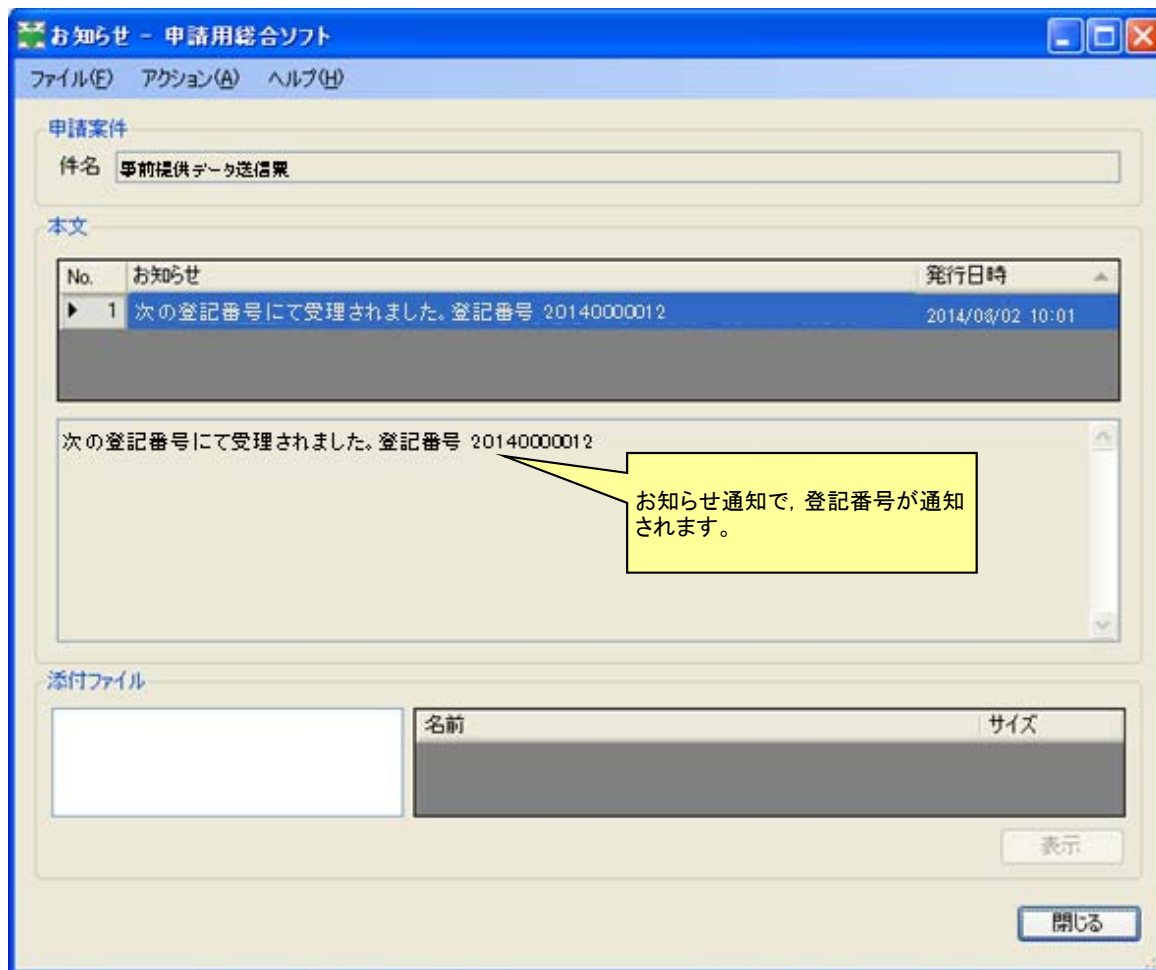 お知らせ - 申請用総合ソフト
ファイル(F) アクション(A) ヘルプ(H)
申請案件
件名 事前提供データ送信票
本文
No. お知らせ 発行日時
1 次の登記番号にて受理されました。登記番号 20140000012 2014/06/02 10:01
次の登記番号にて受理されました。登記番号 20140000012
お知らせ通知で，登記番号が通知
されます。
添付ファイル
名前 サイズ
表示
閉じる